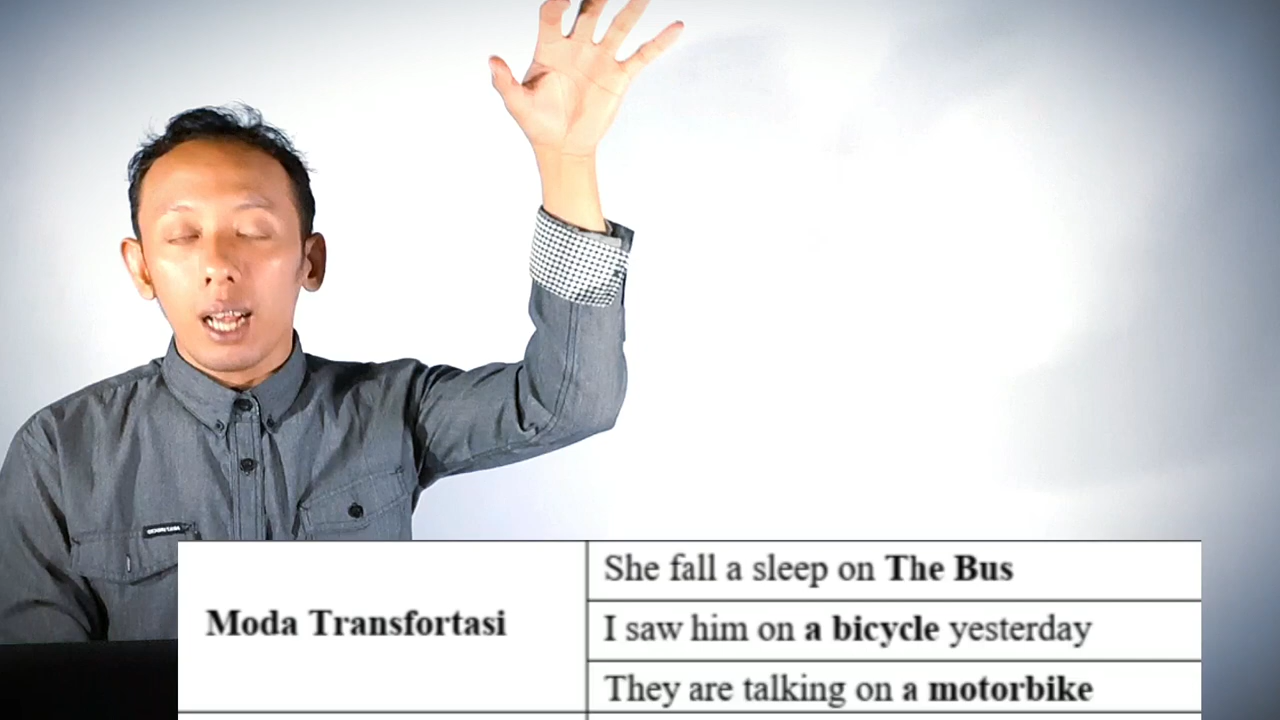 Moda Transfortasi
She fall a sleep on The Bus
I saw him on a bicycle yesterday
They are talking on a motorbike